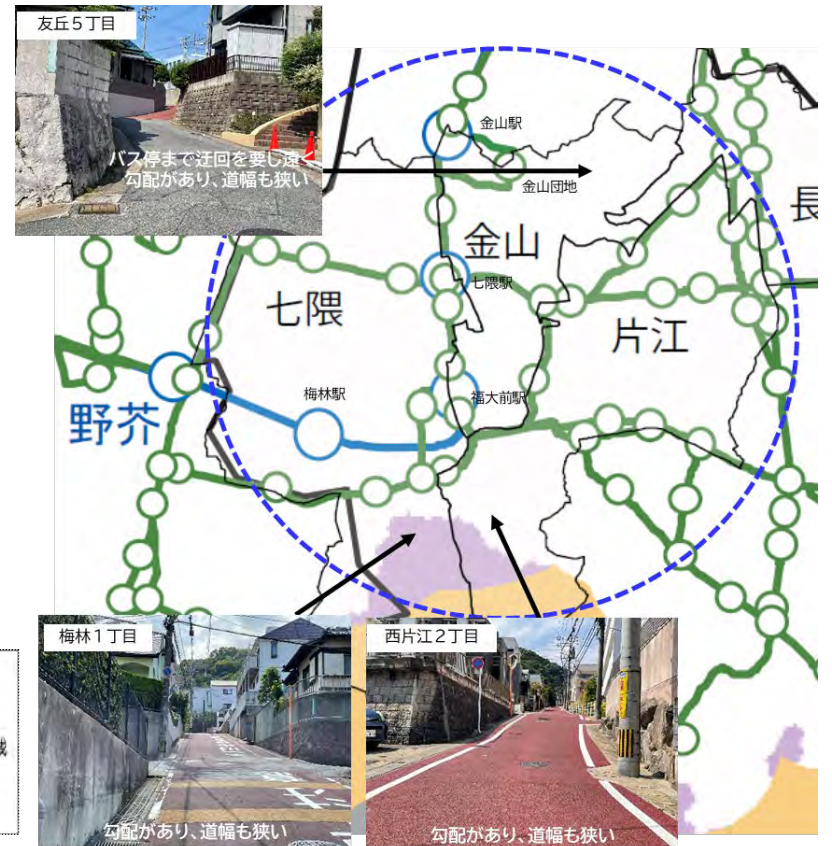 友丘5丁目
バス停まで迂回を要し遠く
勾配があり、道幅も狭い
金山駅
金山団地
金山
長
七隈駅
七隈
片江
梅林駅
福大前駅
野芥
梅林1丁目
勾配があり、道幅も狭い
西片江2丁目
勾配があり、道幅も狭い